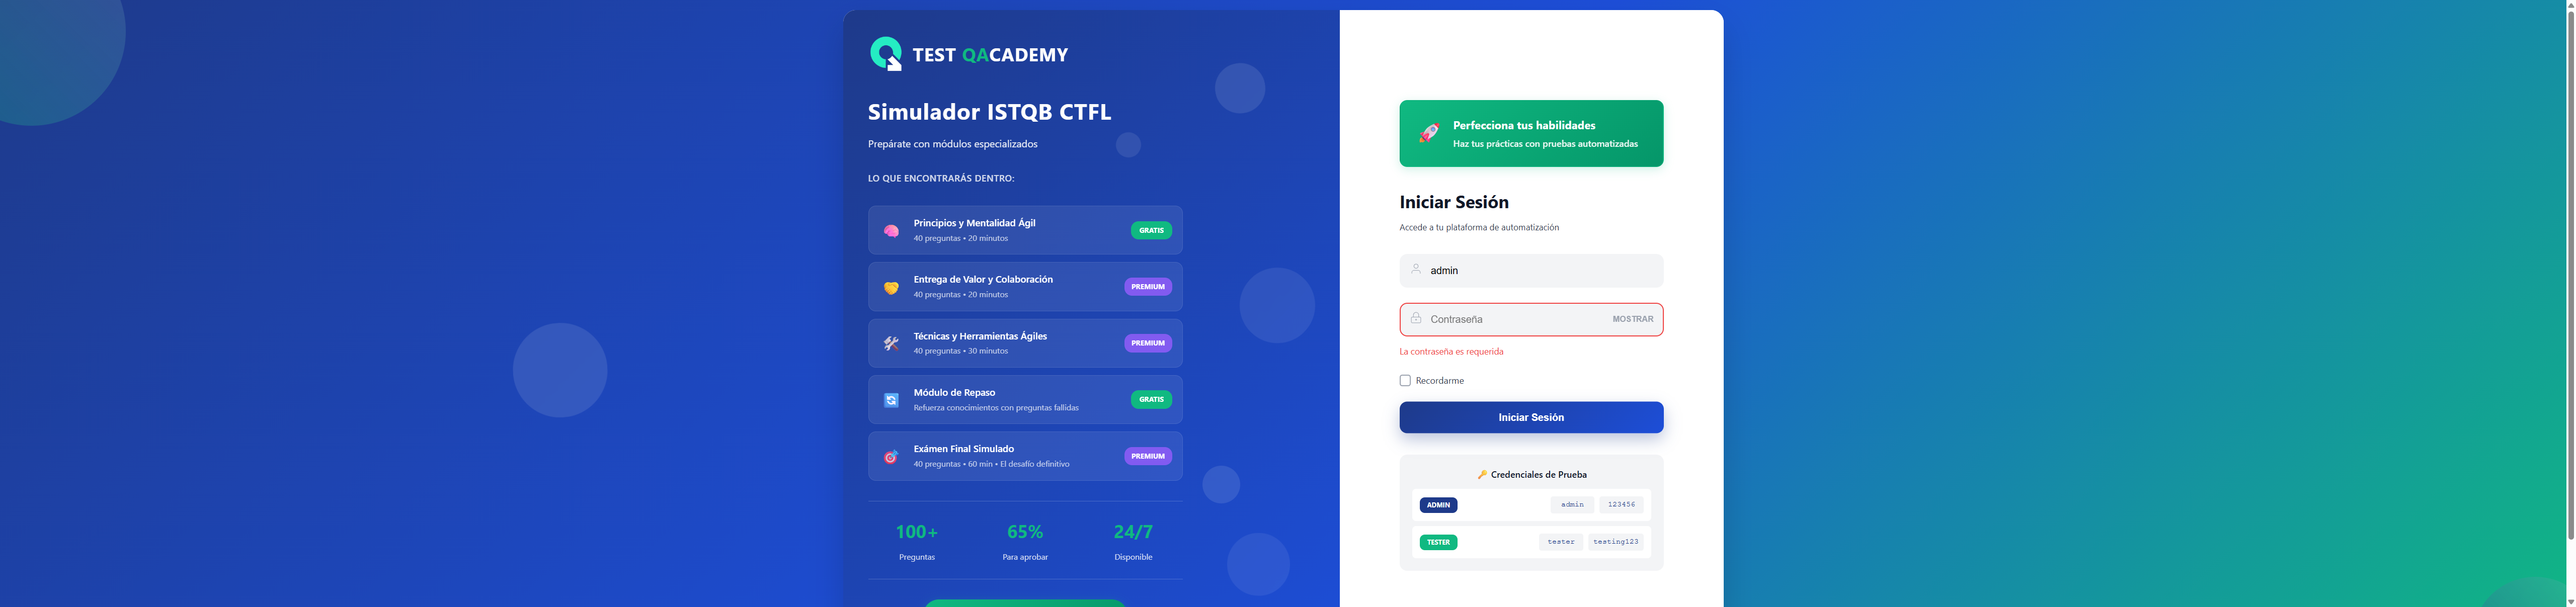 TEST QACADEMY
Simulador ISTQB CTFL
Prepárate con módulos especializados
LO QUE ENCONTRARÁS DENTRO:
Principios y Mentalidad Ágil
40 preguntas • 20 minutos
GRATIS
Entrega de Valor y Colaboración
40 preguntas • 20 minutos
PREMIUM
Técnicas y Herramientas Ágiles
40 preguntas • 30 minutos
PREMIUM
Módulo de Repaso
Refuerza conocimientos con preguntas fallidas
GRATIS
Exámen Final Simulado
40 preguntas • 60 min • El desafío definitivo
PREMIUM
100+ 65% 24/7
Preguntas Para aprobar Disponible
Perfecciona tus habilidades
Haz tus prácticas con pruebas automatizadas
Iniciar Sesión
Accede a tu plataforma de automatización
admin
Contraseña MOSTRAR
La contraseña es requerida
Recordarme
Iniciar Sesión
Credenciales de Prueba
ADMIN admin 123456
TESTER tester testing123